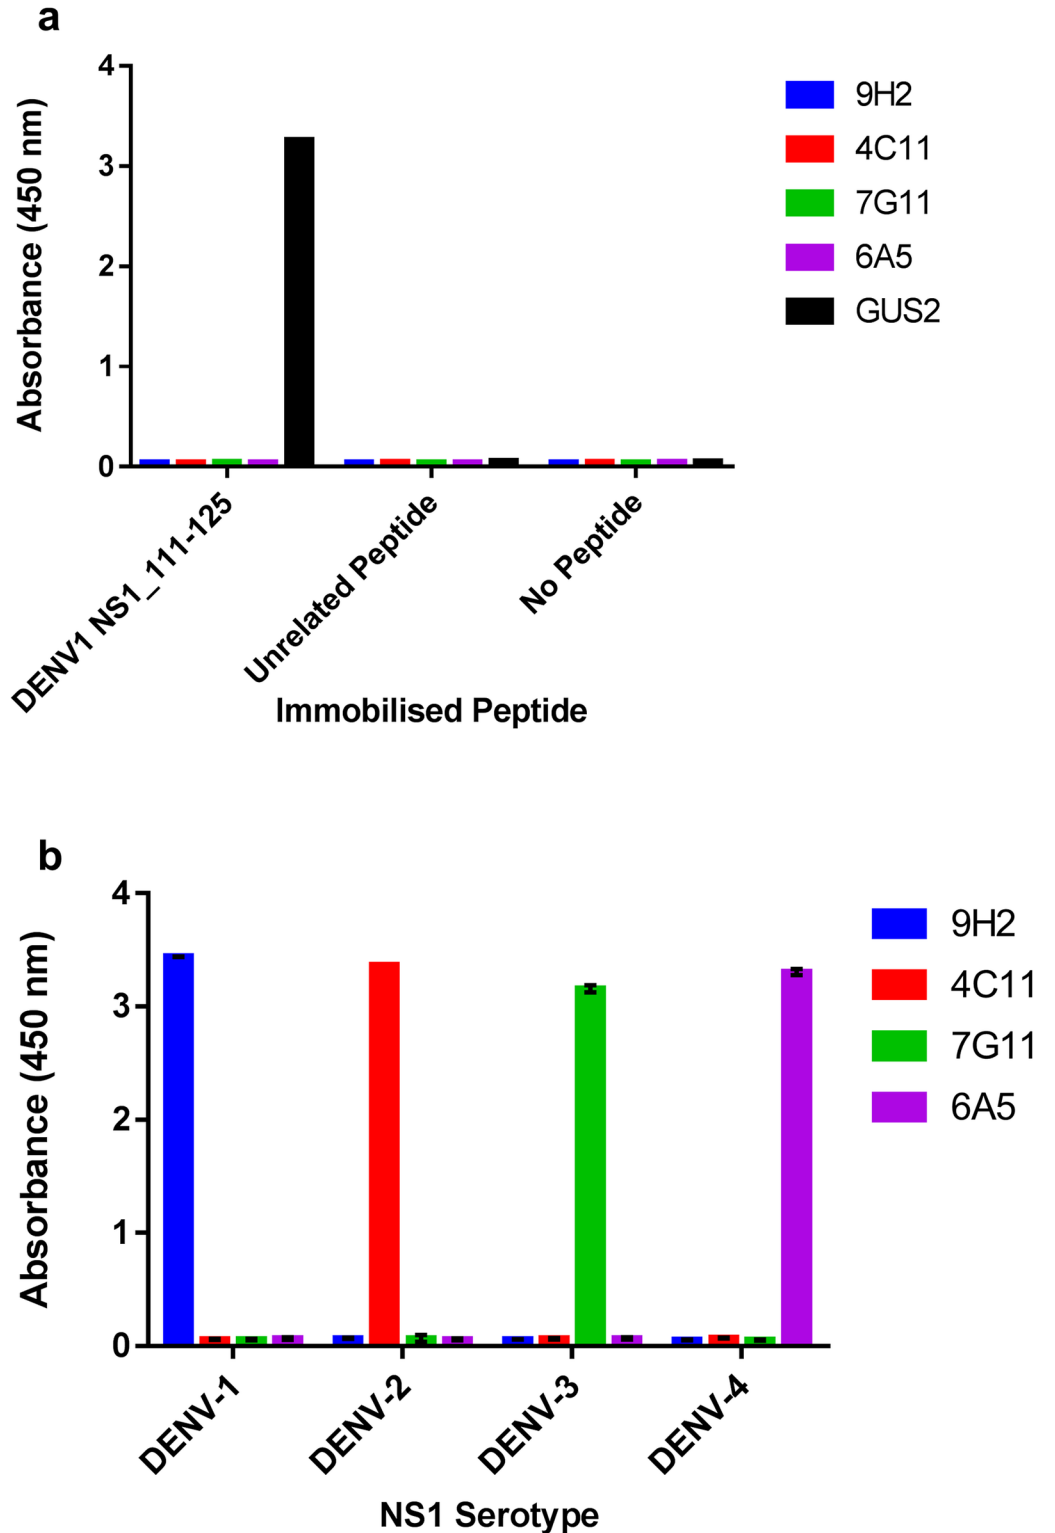 a
4
3
2
1
0
Absorbance (450 nm)
9H2
4C11
7G11
6A5
GUS2
DENV1 NS1_111-125
Unrelated Peptide
No Peptide
Immobilised Peptide
b
4
3
2
1
0
Absorbance (450 nm)
9H2
4C11
7G11
6A5
DENV-1
DENV-2
DENV-3
DENV-4
NS1 Serotype